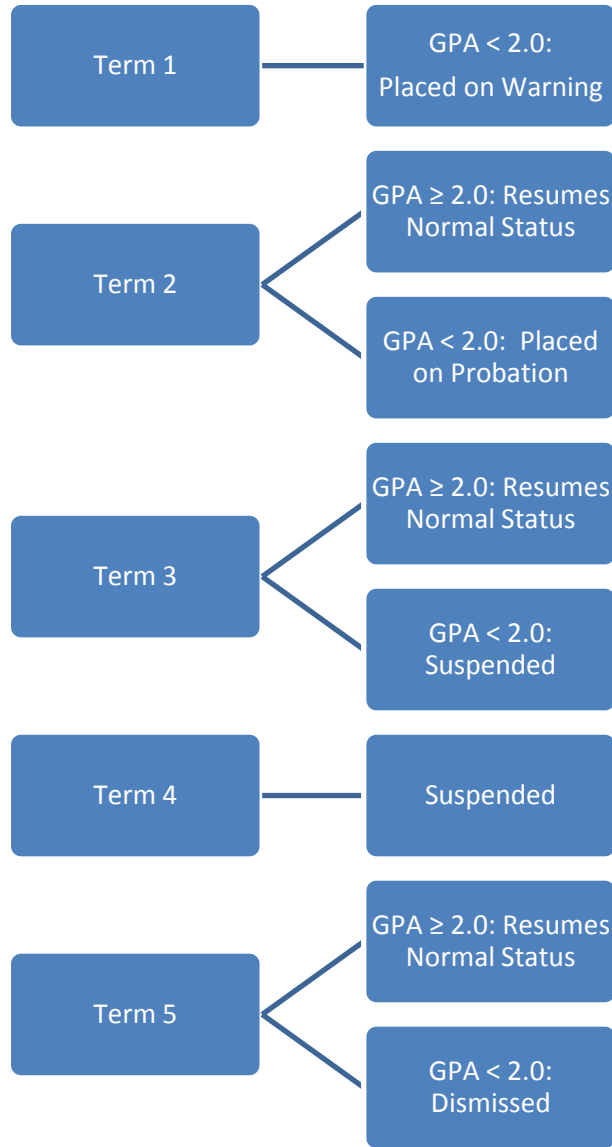 Term 1
GPA < 2.0:
Placed on Warning
Term 2
GPA ≥ 2.0: Resumes
Normal Status
GPA < 2.0:  Placed
on Probation
Term 3
GPA ≥ 2.0: Resumes
Normal Status
GPA < 2.0:
Suspended
Term 4
Suspended
Term 5
GPA ≥ 2.0: Resumes
Normal Status
GPA < 2.0:
Dismissed